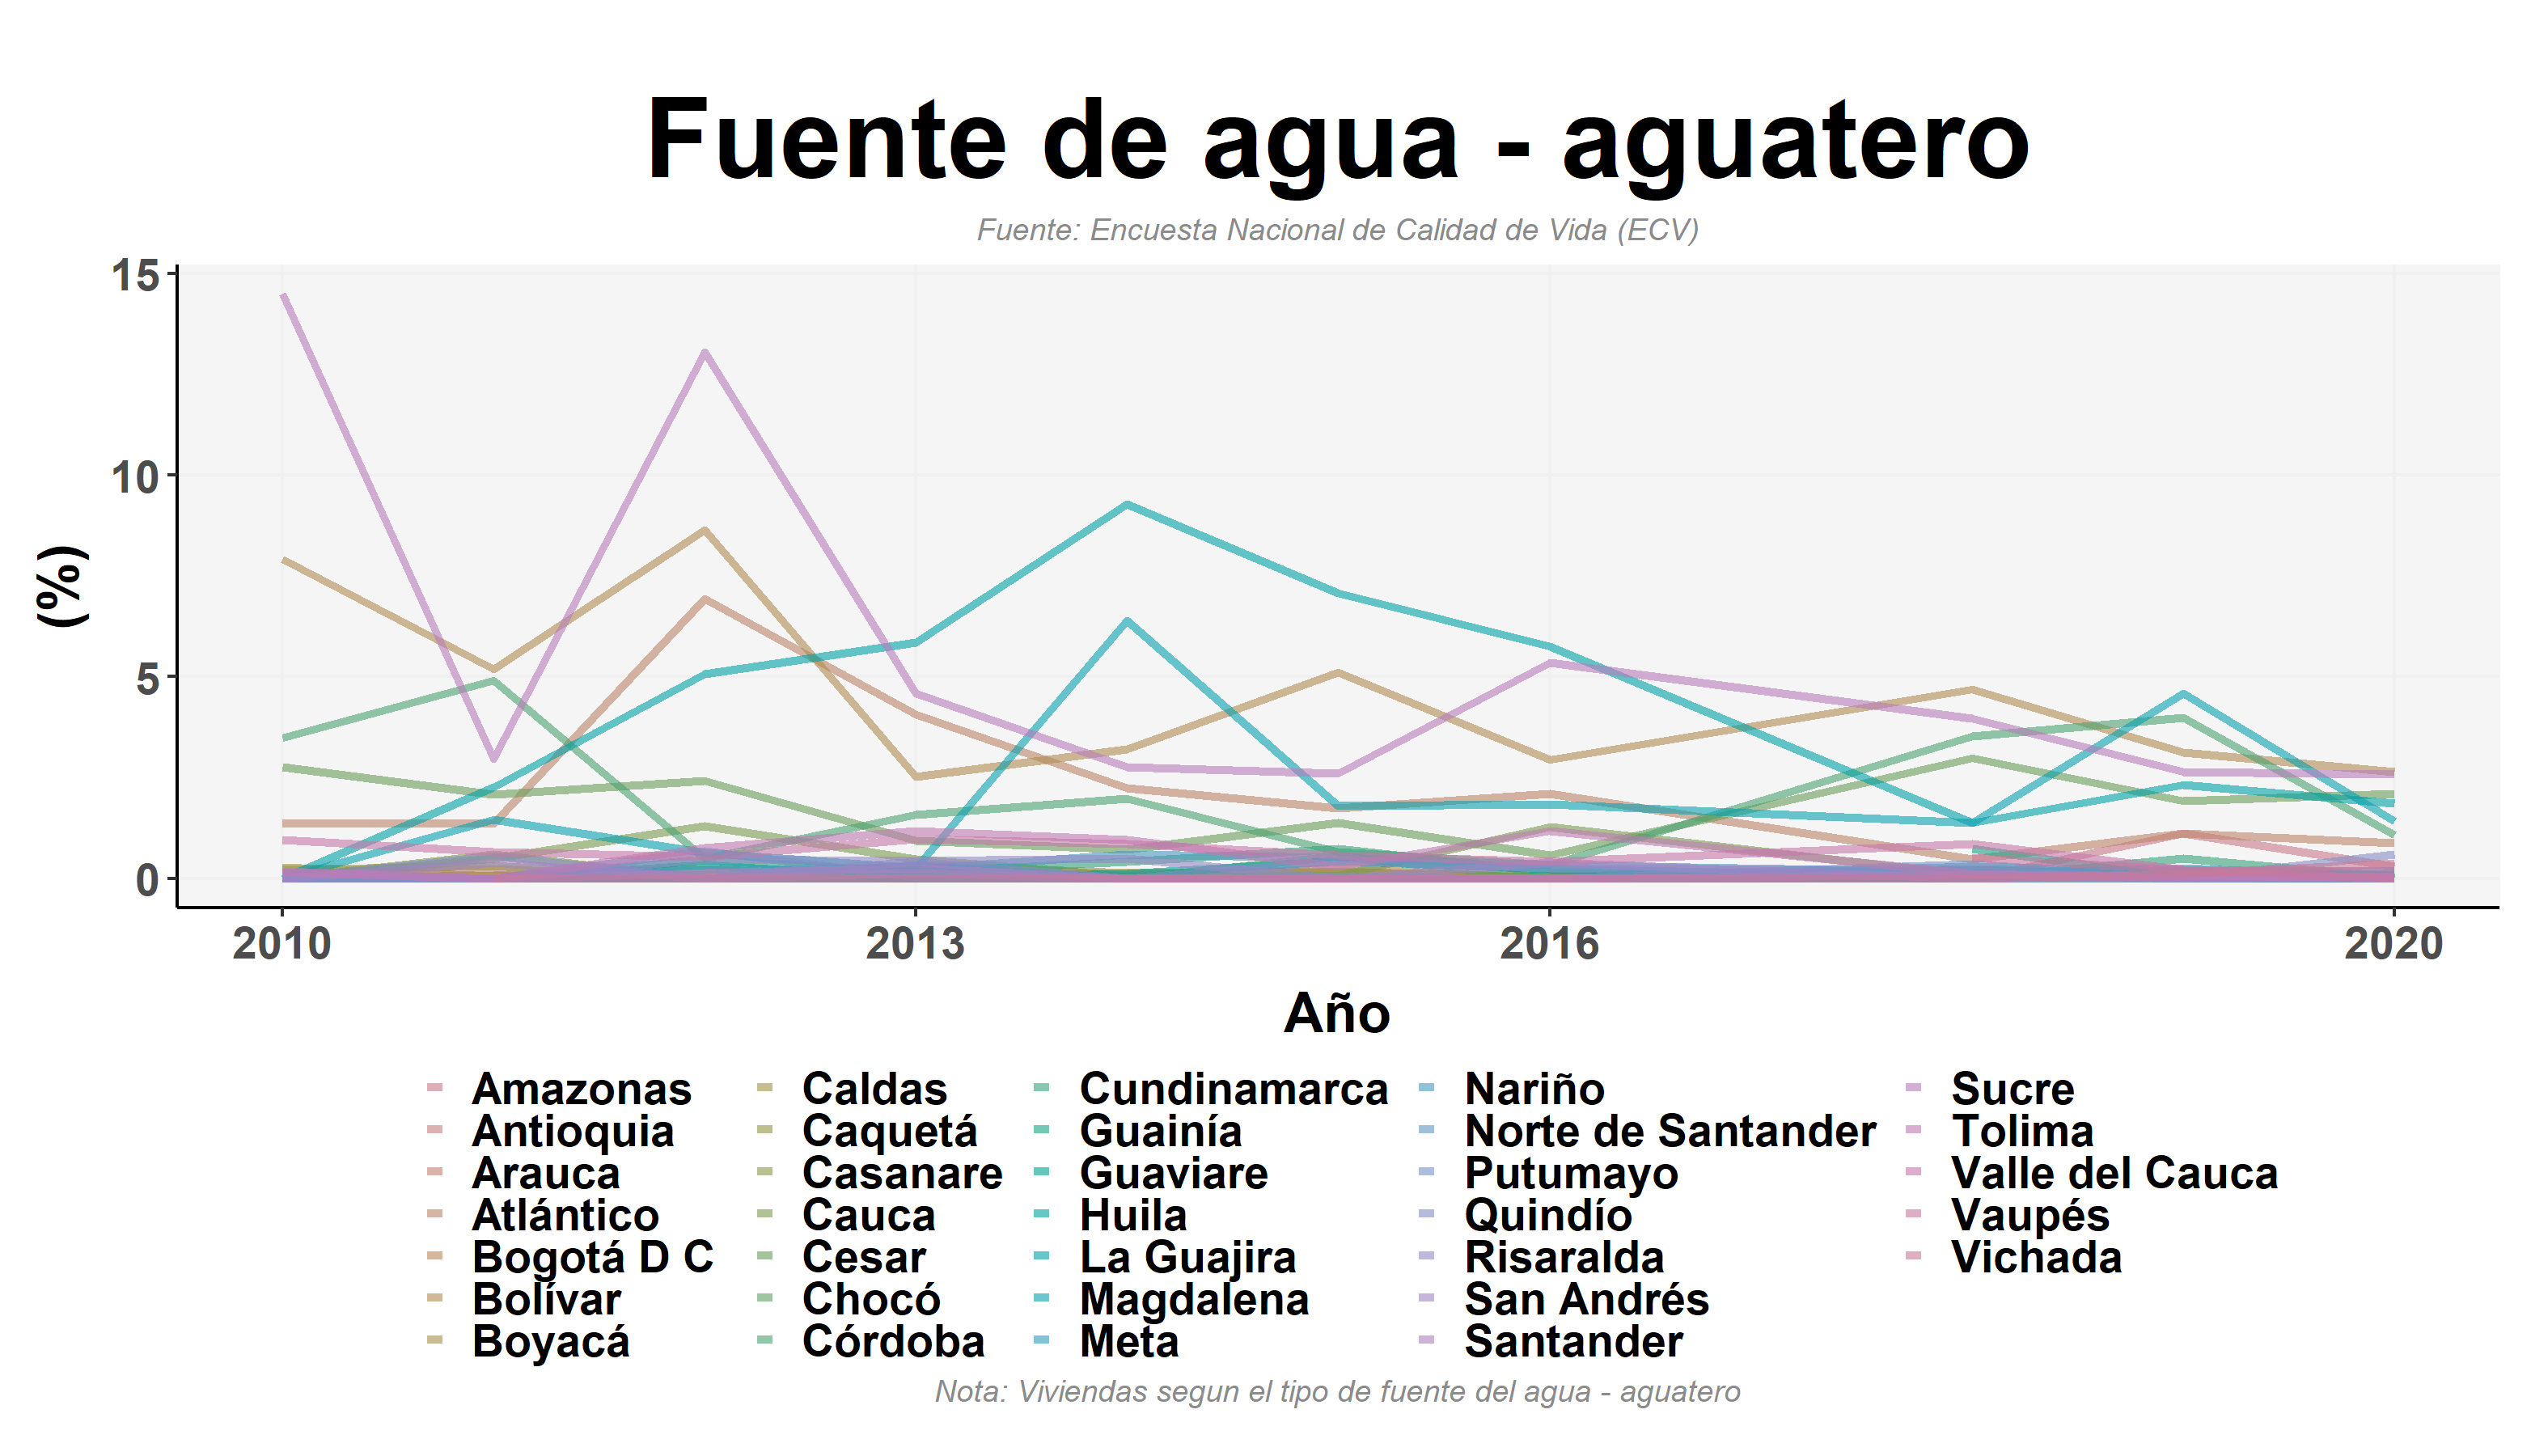 Fuente de agua - aguatero
Fuente: Encuesta Nacional de Calidad de Vida (ECV)
15
10
5
0
(%)
2010 2013 2016 2020
Año
Amazonas Caldas Cundinamarca Nariño Sucre
Antioquia Caquetá Guainía Norte de Santander Tolima
Arauca Casanare Guaviare Putumayo Valle del Cauca
Atlántico Cauca Huila Quindío Vaupés
Bogotá D C Cesar La Guajira Risaralda Vichada
Bolívar Chocó Magdalena San Andrés
Boyacá Córdoba Meta Santander
Nota: Viviendas segun el tipo de fuente del agua - aguatero